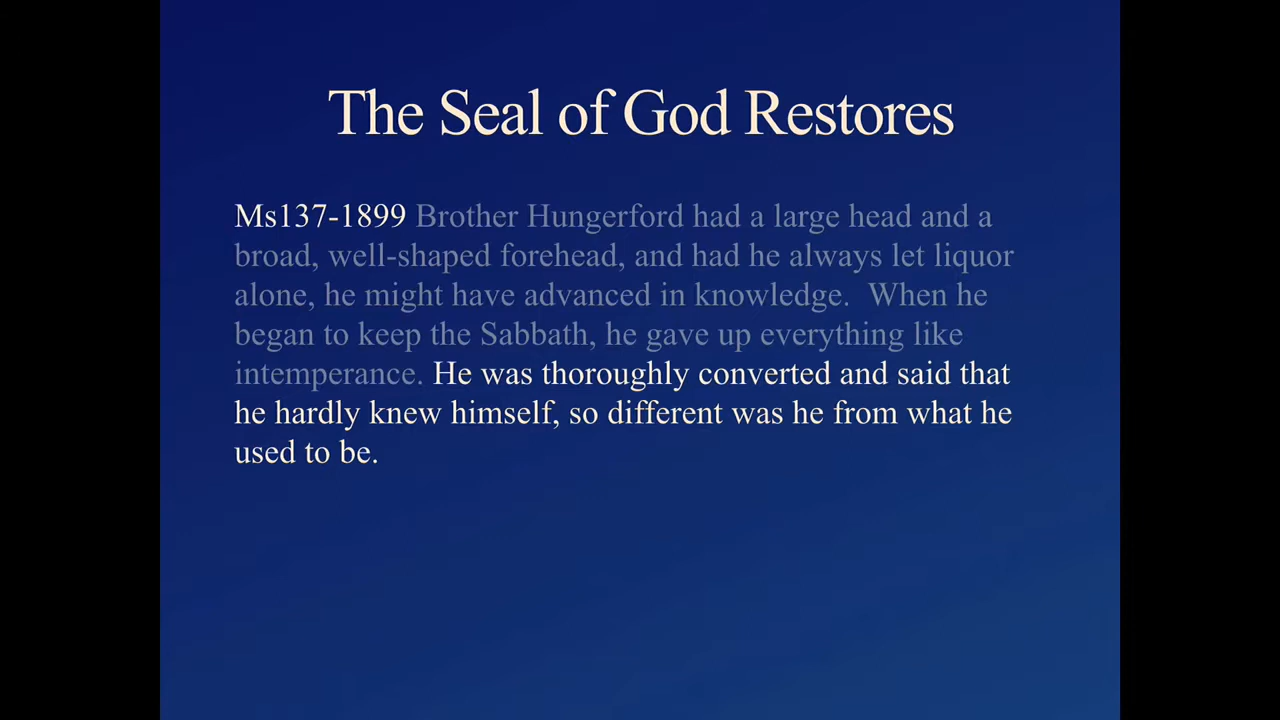 The Seal of God Restores
Ms137-1899 Brother Hungerford had a large head and a
broad, well-shaped forehead, and had he always let liquor
alone, he might have advanced in knowledge.  When he
began to keep the Sabbath, he gave up everything like
intemperance. He was thoroughly converted and said that
he hardly knew himself, so different was he from what he
used to be.